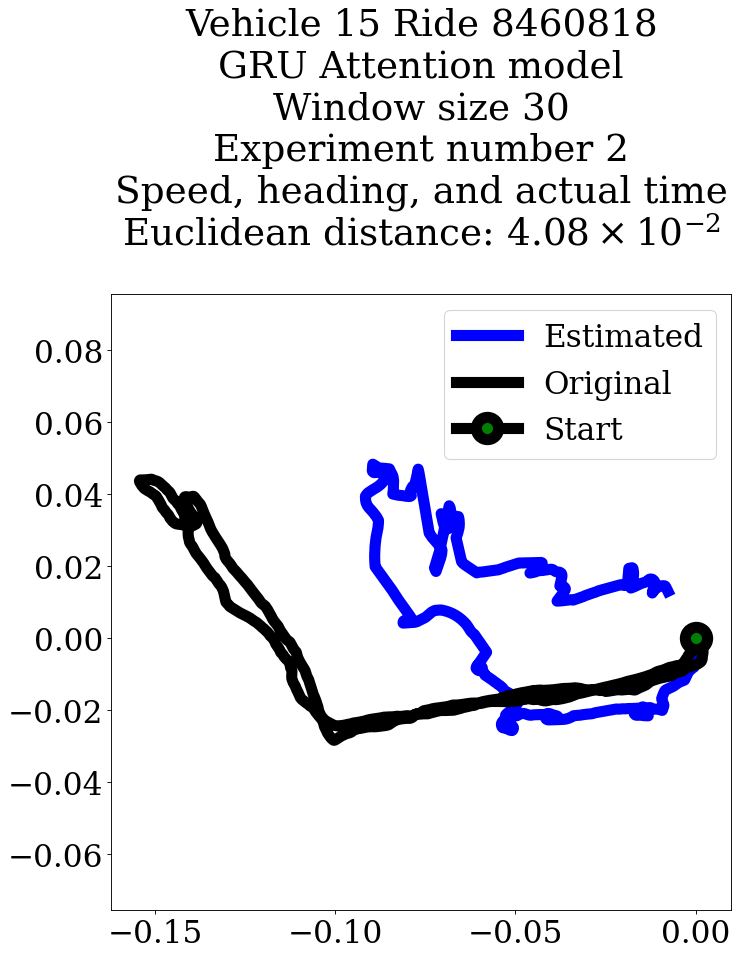 Vehicle 15 Ride 8460818
GRU Attention model
Window size 30
Experiment number 2
Speed, heading, and actual time
Euclidean distance: 4.08 × 10⁻²
Estimated
Original
Start
0.08
0.06
0.04
0.02
0.00
−0.02
−0.04
−0.06
−0.15
−0.10
−0.05
0.00